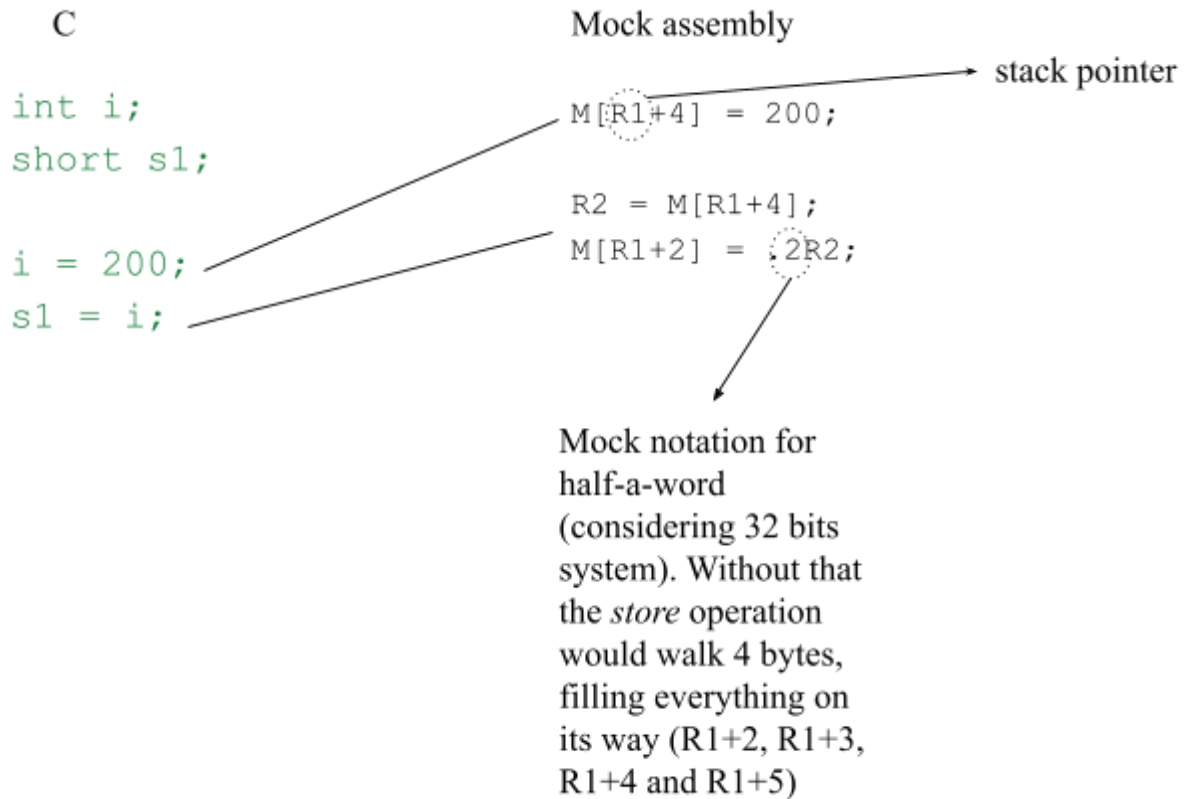 C
int i;
short s1;
i = 200;
s1 = i;
Mock assembly
stack pointer
M[R1+4] = 200;
R2 = M[R1+4];
M[R1+2] = .2R2;
Mock notation for
half-a-word
(considering 32 bits
system). Without that
the store operation
would walk 4 bytes,
filling everything on
its way (R1+2, R1+3,
R1+4 and R1+5)